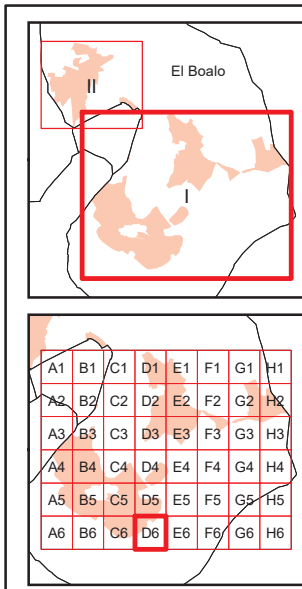 El Boalo
II
I
A1 B1 C1 D1 E1 F1 G1 H1
A2 B2 C2 D2 E2 F2 G2 H2
A3 B3 C3 D3 E3 F3 G3 H3
A4 B4 C4 D4 E4 F4 G4 H4
A5 B5 C5 D5 E5 F5 G5 H5
A6 B6 C6 D6 E6 F6 G6 H6